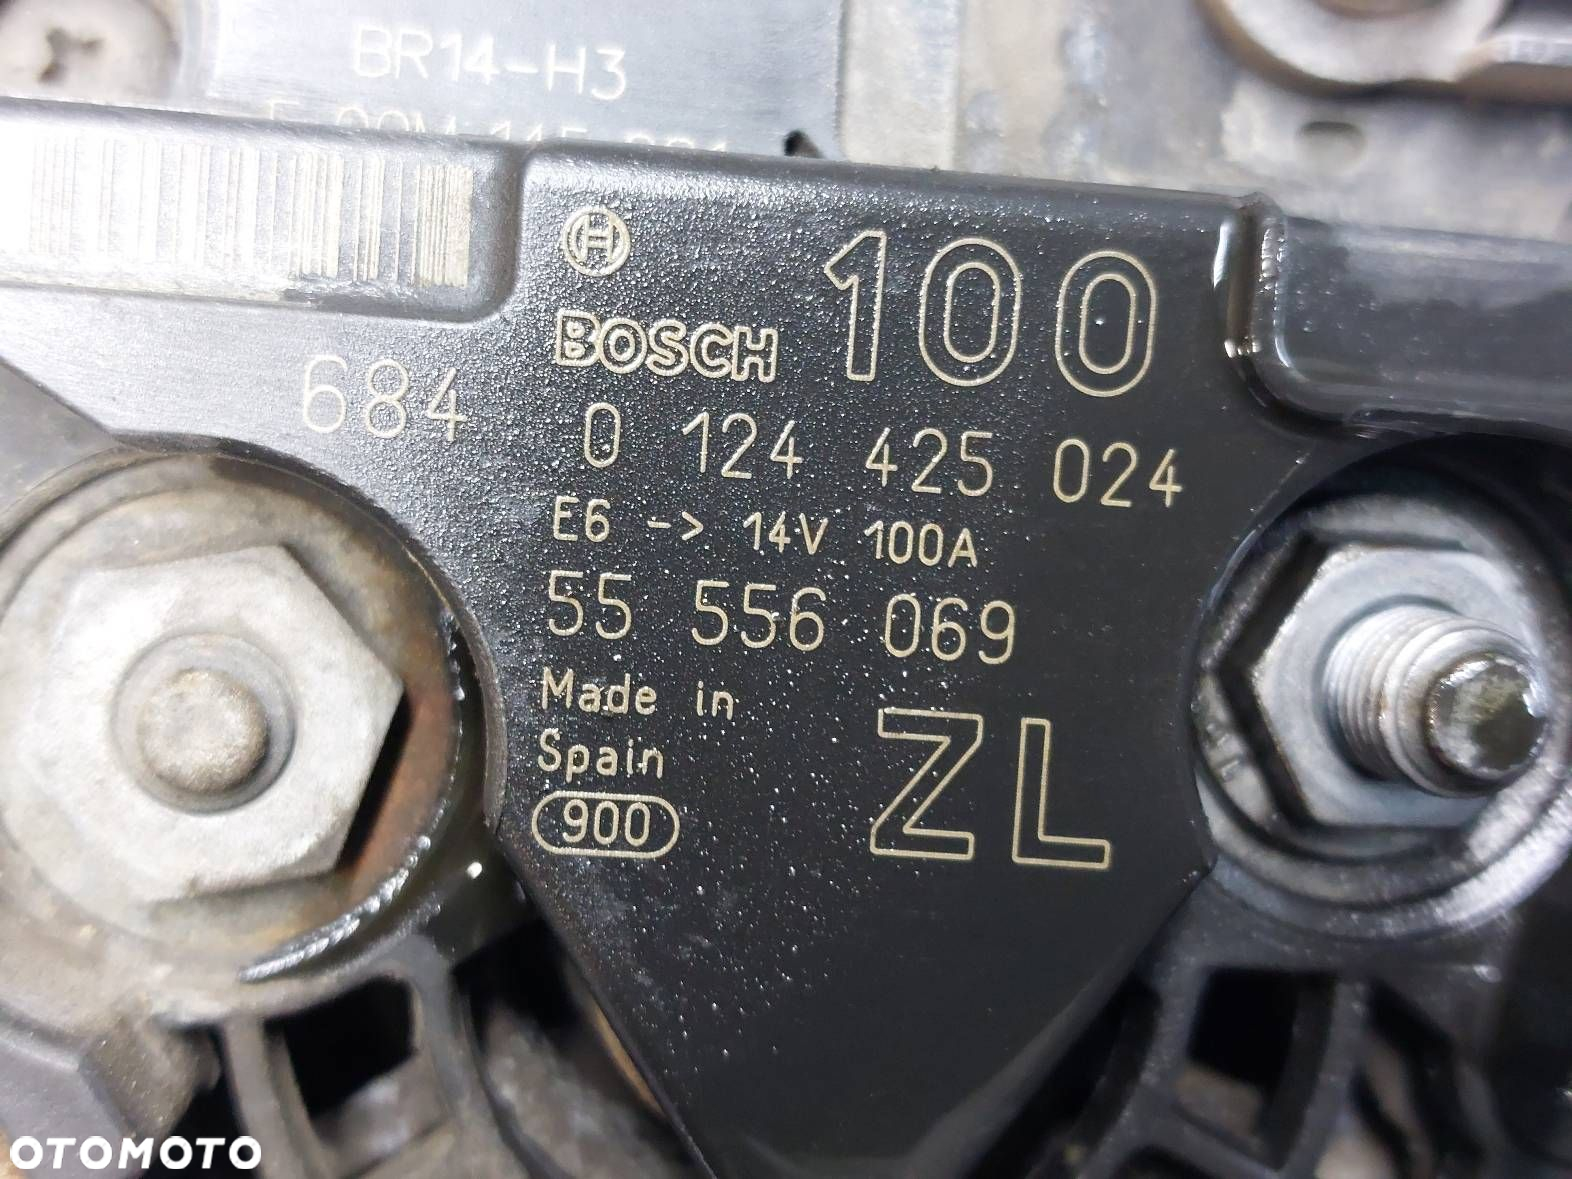 BR14-H3
BOSCH 100
684 0 124 425 024
E6 -> 14V 100A
55 556 069
Made in
Spain
900
ZL
OTOMOTO